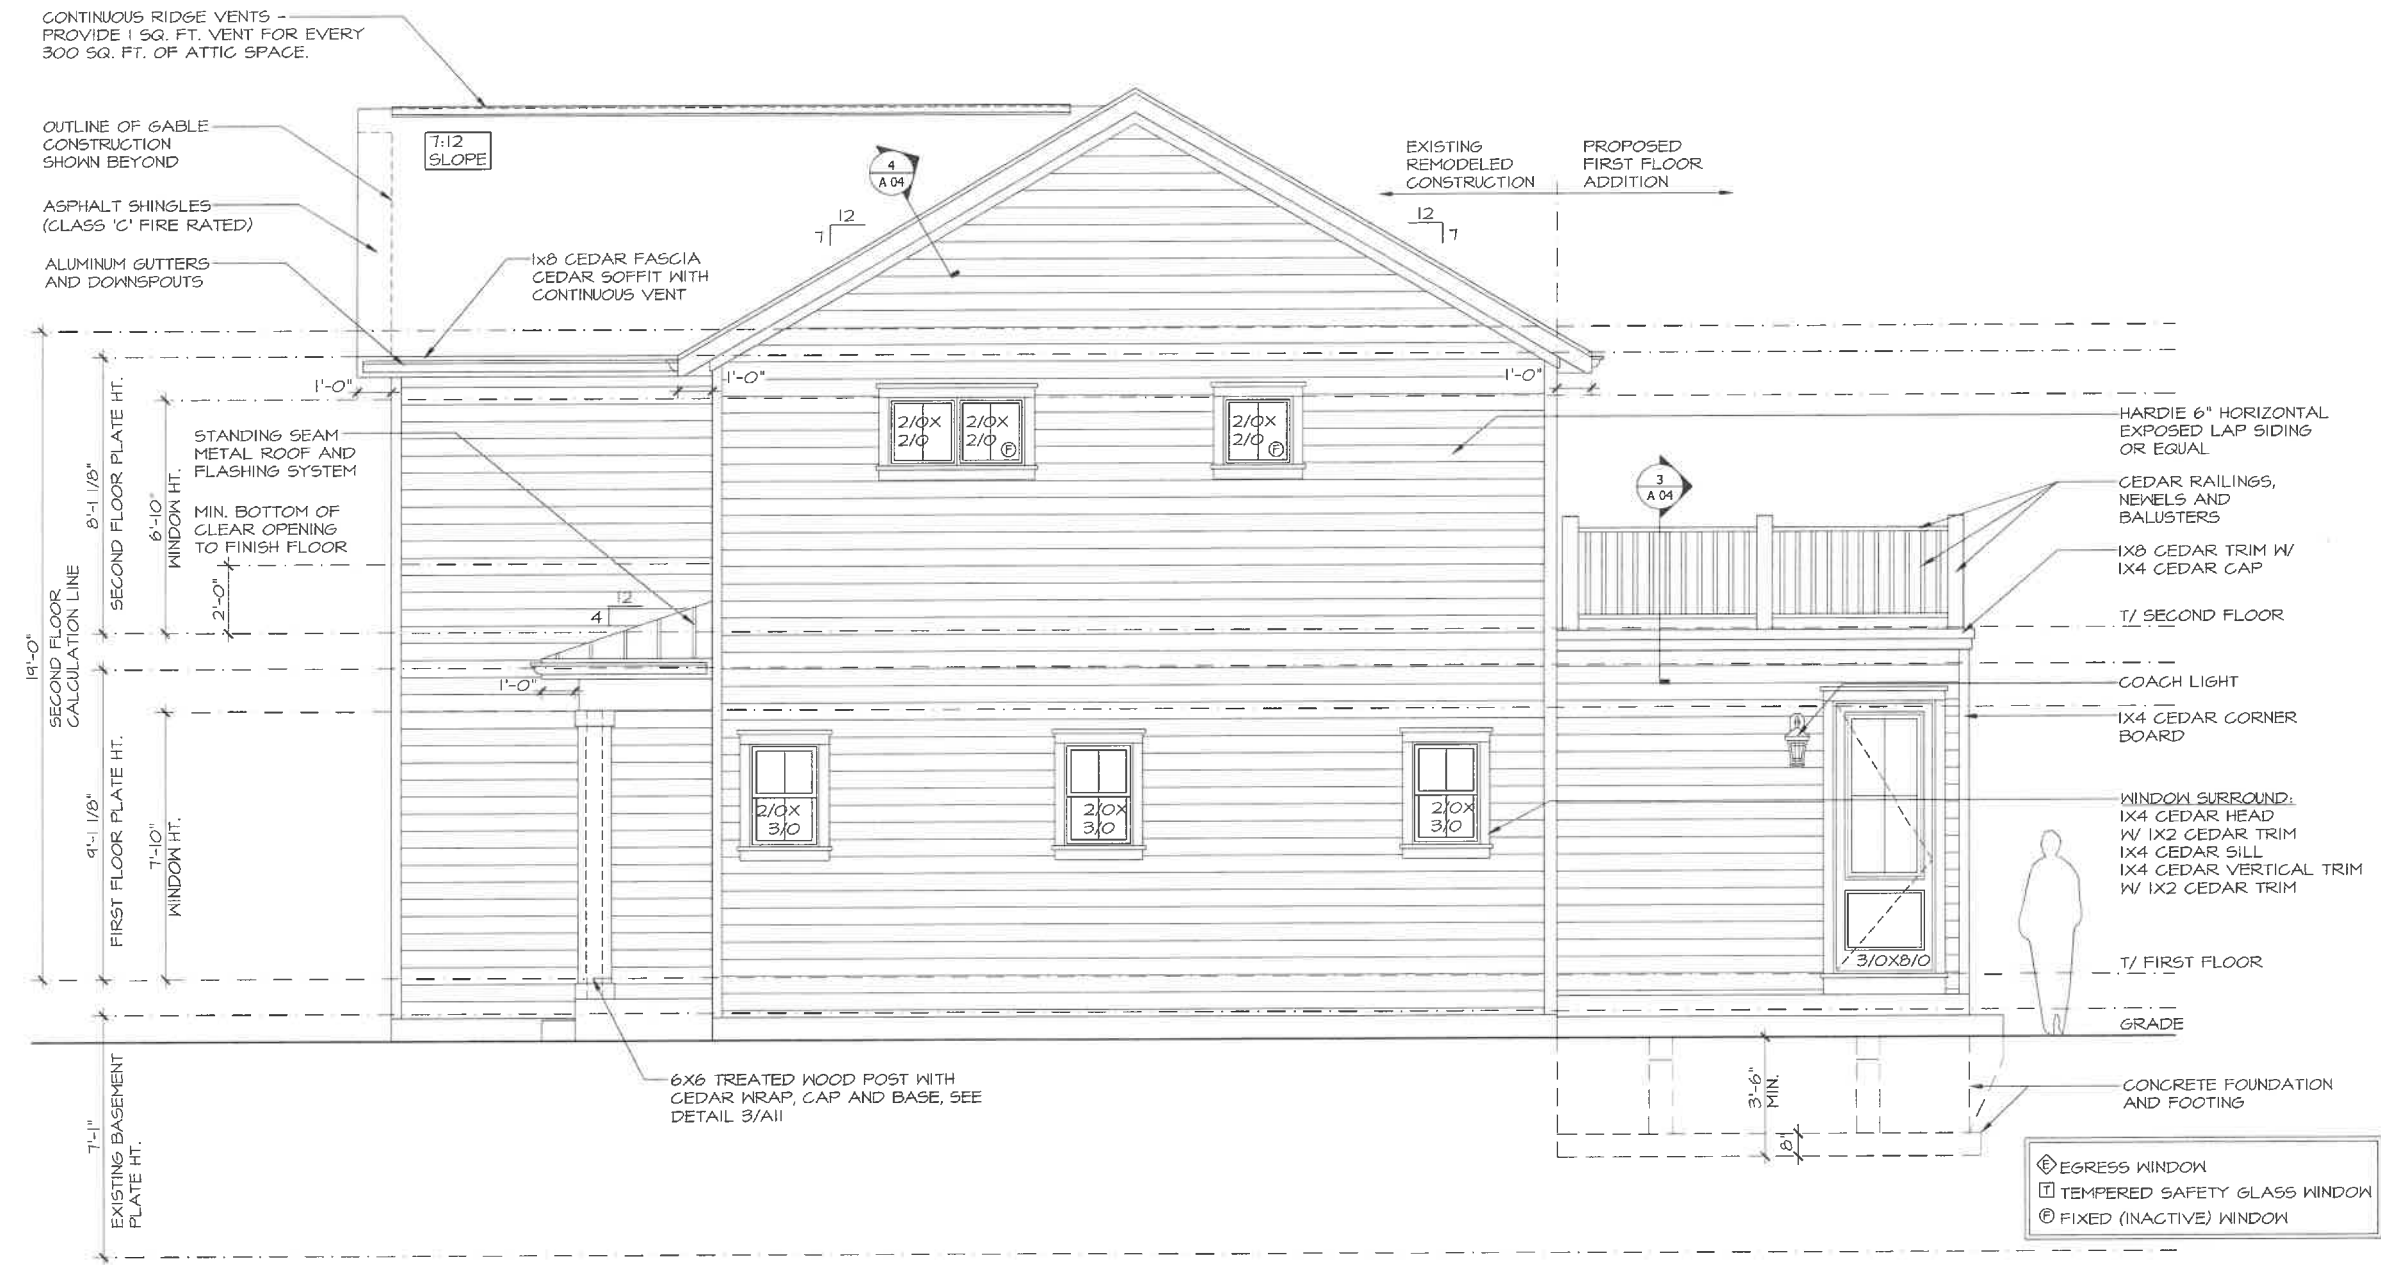 CONTINUOUS RIDGE VENTS -
PROVIDE 1 SQ. FT. VENT FOR EVERY
300 SQ. FT. OF ATTIC SPACE.
OUTLINE OF GABLE
CONSTRUCTION
SHOWN BEYOND
7:12
SLOPE
4
A 04
EXISTING
REMODELED
CONSTRUCTION
PROPOSED
FIRST FLOOR
ADDITION
ASPHALT SHINGLES
(CLASS 'C' FIRE RATED)
12
7
12
7
ALUMINUM GUTTERS
AND DOWNSPOUTS
1x8 CEDAR FASCIA
CEDAR SOFFIT WITH
CONTINUOUS VENT
1'-0"
1'-0"
1'-0"
19'-0"
SECOND FLOOR
CALCULATION LINE
8'-1 1/8"
SECOND FLOOR PLATE HT.
6'-10"
WINDOW HT.
STANDING SEAM
METAL ROOF AND
FLASHING SYSTEM
MIN. BOTTOM OF
CLEAR OPENING
TO FINISH FLOOR
2'-0"
2/0X
2/0
2/0X
2/0
F
2/0X
2/0
F
HARDIE 6" HORIZONTAL
EXPOSED LAP SIDING
OR EQUAL
3
A 04
CEDAR RAILINGS,
NEWELS AND
BALUSTERS
1X8 CEDAR TRIM W/
1X4 CEDAR CAP
12
4
T/ SECOND FLOOR
1'-0"
COACH LIGHT
1X4 CEDAR CORNER
BOARD
9'-1 1/8"
FIRST FLOOR PLATE HT.
7'-10"
WINDOW HT.
2/0X
3/0
2/0X
3/0
2/0X
3/0
WINDOW SURROUND:
1X4 CEDAR HEAD
W/ 1X2 CEDAR TRIM
1X4 CEDAR SILL
1X4 CEDAR VERTICAL TRIM
W/ 1X2 CEDAR TRIM
3/0X8/0
T/ FIRST FLOOR
GRADE
7'-1"
EXISTING BASEMENT
PLATE HT.
6X6 TREATED WOOD POST WITH
CEDAR WRAP, CAP AND BASE, SEE
DETAIL 3/A11
3'-6"
MIN.
8"
CONCRETE FOUNDATION
AND FOOTING
E EGRESS WINDOW
T TEMPERED SAFETY GLASS WINDOW
F FIXED (INACTIVE) WINDOW